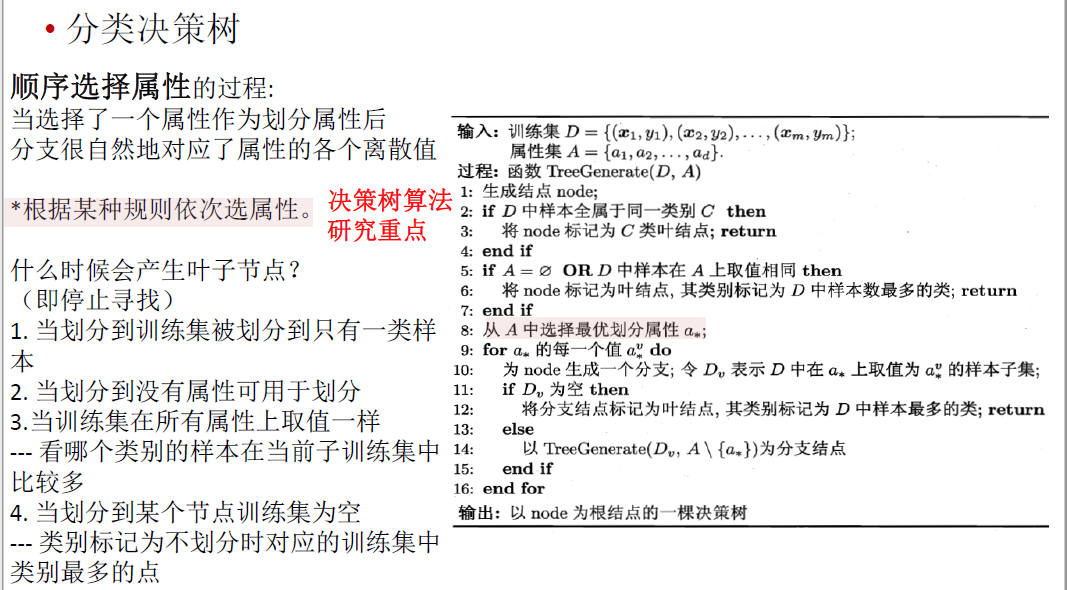 • 分类决策树
顺序选择属性的过程:
当选择了一个属性作为划分属性后
分支很自然地对应了属性的各个离散值
*根据某种规则依次选属性。
决策树算法
研究重点
什么时候会产生叶子节点？
（即停止寻找）
1. 当划分到训练集被划分到只有一类样
本
2. 当划分到没有属性可用于划分
3.当训练集在所有属性上取值一样
--- 看哪个类别的样本在当前子训练集中
比较多
4. 当划分到某个节点训练集为空
--- 类别标记为不划分时对应的训练集中
类别最多的点
输入: 训练集 D = {(x₁, y₁), (x₂, y₂), . . . , (xₘ, yₘ)};
属性集 A = {a₁, a₂, . . . , a_d}.
过程: 函数 TreeGenerate(D, A)
1: 生成结点 node;
2: if D 中样本全属于同一类别 C then
3: 将 node 标记为 C 类叶结点; return
4: end if
5: if A = ∅ OR D 中样本在 A 上取值相同 then
6: 将 node 标记为叶结点, 其类别标记为 D 中样本数最多的类; return
7: end if
8: 从 A 中选择最优划分属性 a_*;
9: for a_* 的每一个值 a_*^v do
10: 为 node 生成一个分支; 令 D_v 表示 D 中在 a_* 上取值为 a_*^v 的样本子集;
11: if D_v 为空 then
12: 将分支结点标记为叶结点, 其类别标记为 D 中样本最多的类; return
13: else
14: 以 TreeGenerate(D_v, A \ {a_*})为分支结点
15: end if
16: end for
输出: 以 node 为根结点的一棵决策树